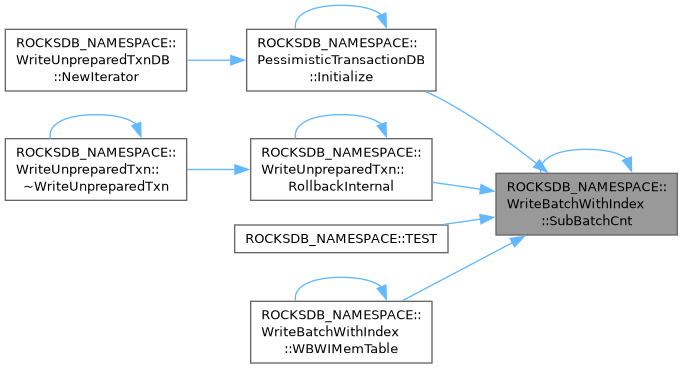 ROCKSDB_NAMESPACE::
WriteUnpreparedTxnDB
::NewIterator
ROCKSDB_NAMESPACE::
PessimisticTransactionDB
::Initialize
ROCKSDB_NAMESPACE::
WriteUnpreparedTxn::
~WriteUnpreparedTxn
ROCKSDB_NAMESPACE::
WriteUnpreparedTxn::
RollbackInternal
ROCKSDB_NAMESPACE::
WriteBatchWithIndex
::SubBatchCnt
ROCKSDB_NAMESPACE::TEST
ROCKSDB_NAMESPACE::
WriteBatchWithIndex
::WBWIMemTable